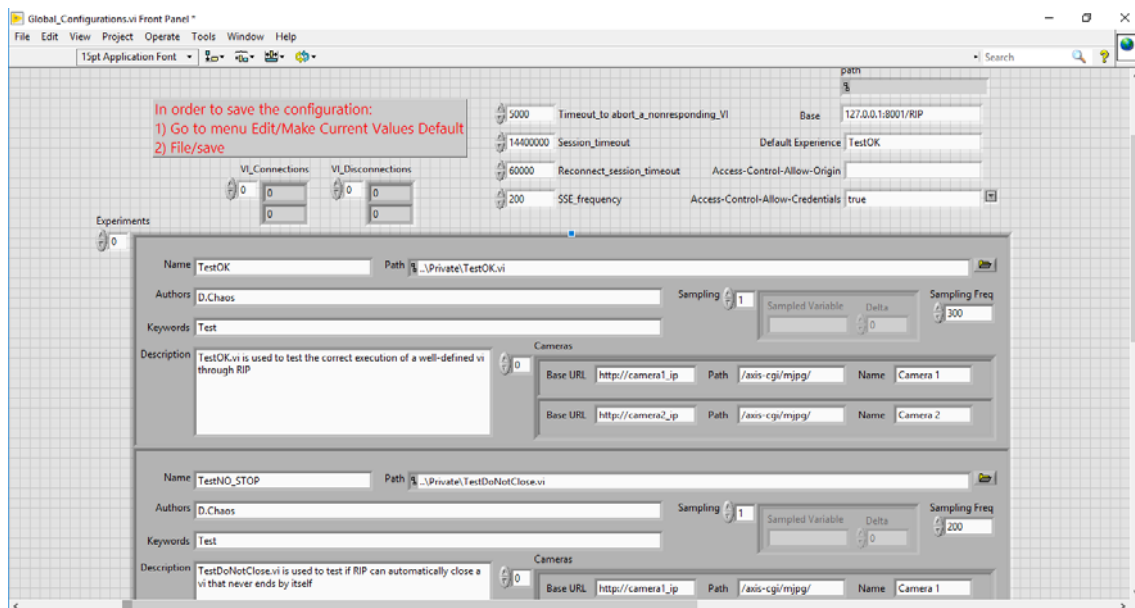 Global_Configurations.vi Front Panel *
File Edit View Project Operate Tools Window Help
15pt Application Font
Search
path
In order to save the configuration:
1) Go to menu Edit/Make Current Values Default
2) File/save
5000 Timeout_to abort_a_nonresponding_VI Base 127.0.0.1:8001/RIP
14400000 Session_timeout Default Experience TestOK
60000 Reconnect_session_timeout Access-Control-Allow-Origin
200 SSE_frequency Access-Control-Allow-Credentials true
VI_Connections VI_Disconnections
0 0 0 0
0 0
Experiments
0
Name TestOK Path ..\Private\TestOK.vi
Authors D.Chaos Sampling 1 Sampled Variable Delta 0 Sampling Freq 300
Keywords Test
Description TestOK.vi is used to test the correct execution of a well-defined vi
through RIP
Cameras
0 Base URL http://camera1_ip Path /axis-cgi/mjpg/ Name Camera 1
Base URL http://camera2_ip Path /axis-cgi/mjpg/ Name Camera 2
Name TestNO_STOP Path ..\Private\TestDoNotClose.vi
Authors D.Chaos Sampling 1 Sampled Variable Delta 0 Sampling Freq 200
Keywords Test
Description TestDoNotClose.vi is used to test if RIP can automatically close a
vi that never ends by itself
Cameras
0 Base URL http://camera1_ip Path /axis-cgi/mjpg/ Name Camera 1